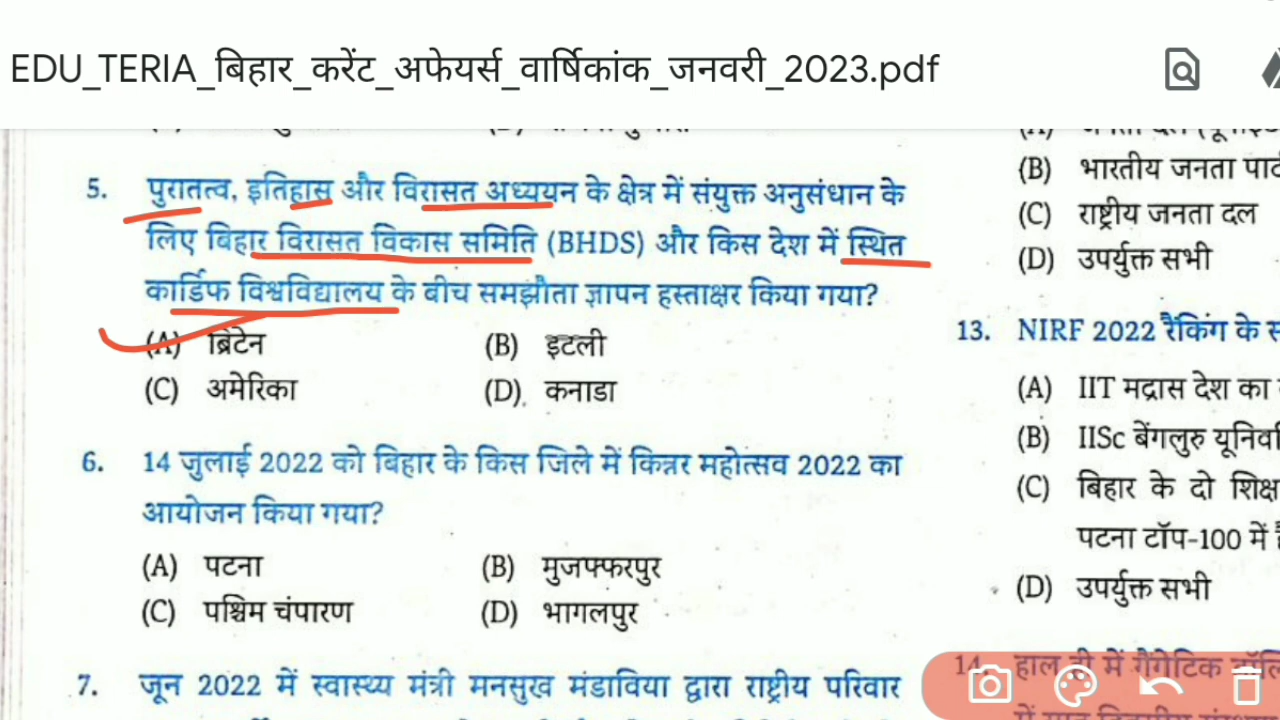 EDU_TERIA_बिहार_करेंट_अफेयर्स_वार्षिकांक_जनवरी_2023.pdf
5. पुरातत्व, इतिहास और विरासत अध्ययन के क्षेत्र में संयुक्त अनुसंधान के
लिए बिहार विरासत विकास समिति (BHDS) और किस देश में स्थित
कार्डिफ विश्वविद्यालय के बीच समझौता ज्ञापन हस्ताक्षर किया गया?
(A) ब्रिटेन (B) इटली
(C) अमेरिका (D) कनाडा
6. 14 जुलाई 2022 को बिहार के किस जिले में किन्नर महोत्सव 2022 का
आयोजन किया गया?
(A) पटना (B) मुजफ्फरपुर
(C) पश्चिम चंपारण (D) भागलपुर
7. जून 2022 में स्वास्थ्य मंत्री मनसुख मंडाविया द्वारा राष्ट्रीय परिवार
(B) भारतीय जनता
(C) राष्ट्रीय जनता दल
(D) उपर्युक्त सभी
13. NIRF 2022 रैंकिंग के
(A) IIT मद्रास देश का
(B) IISc बेंगलुरु
(C) बिहार के दो
पटना टॉप-100 में
(D) उपर्युक्त सभी
14. हाल ही में गैंगेटिक